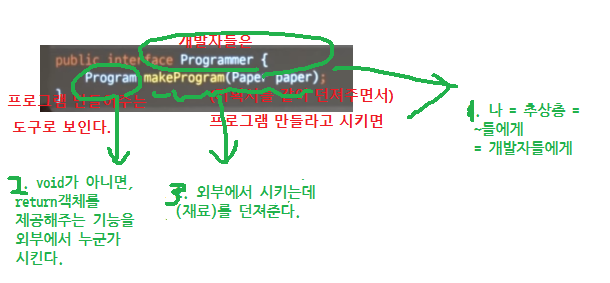 개발자들은
public interface Programmer {
Program makeProgram(Paper paper);
}
프로그램
던져주면서)
도구로 보인다.
프로그램 만들라고 시키면
1. 나 = 추상층 =
~들에게
= 개발자들에게
2. void가 아니면,
return객체를
제공해주는 기능을
외부에서 누군가
시킨다.
3. 외부에서 시키는데
(재료)를 던져준다.